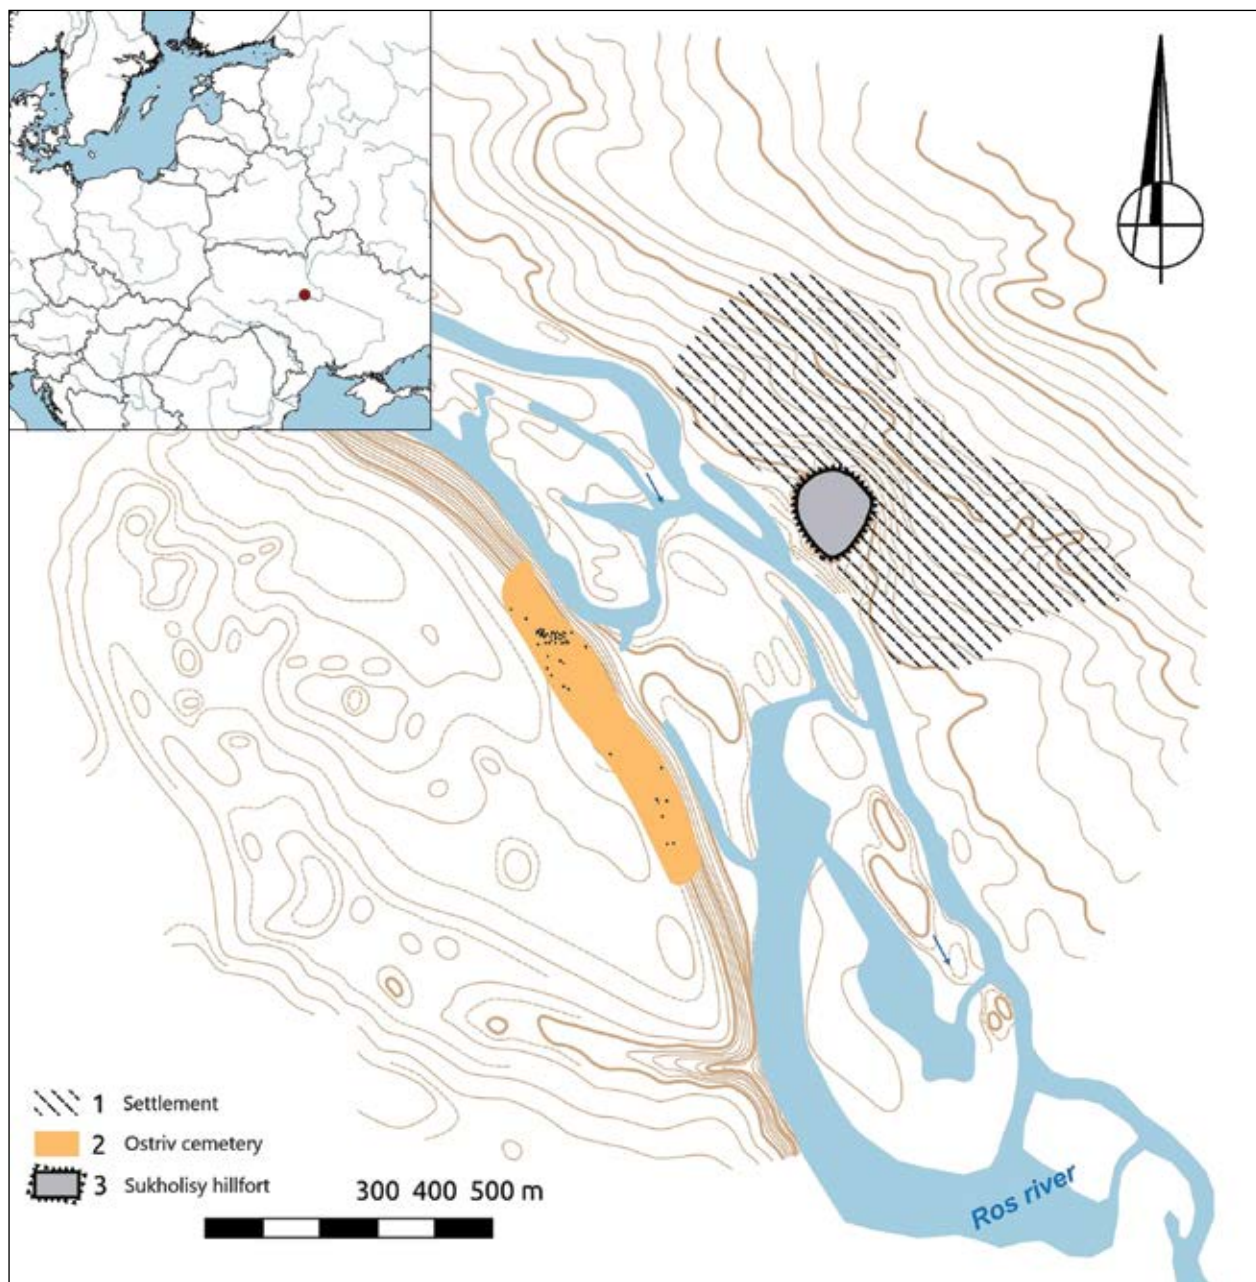 1 Settlement
2 Ostriv cemetery
3 Sukholisy hillfort
300 400 500 m
Ros river